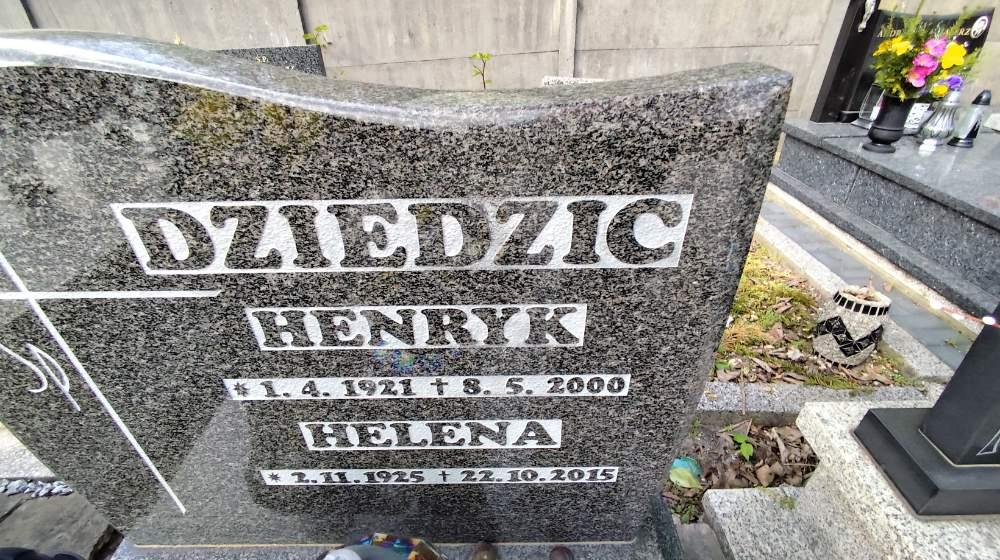 DZIEDZIC
HENRYK
* 1. 4. 1921 † 8. 5. 2000
HELENA
* 2. 11. 1925 † 22. 10. 2015